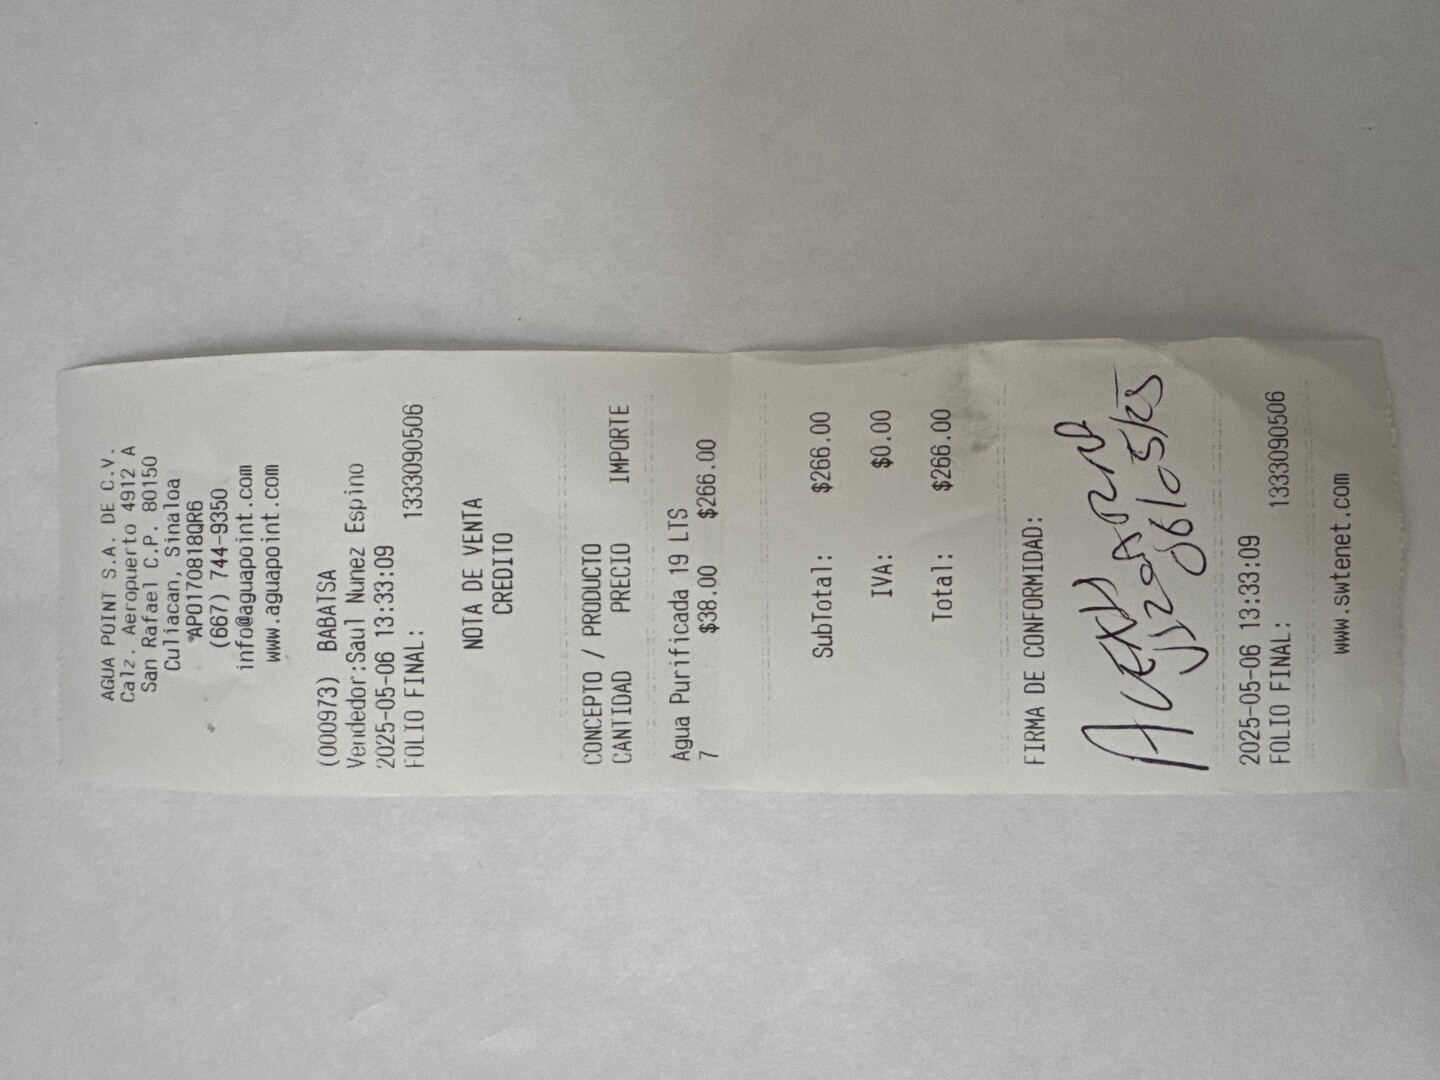 AGUA POINT S.A. DE C.V.
Calz. Aeropuerto 4912 A
San Rafael C.P. 80150
Culiacan, Sinaloa
*APO170818QR6
(667) 744-9350
info@aguapoint.com
www.aguapoint.com
(000973) BABATSA
Vendedor:Saul Nunez Espino
2025-05-06 13:33:09
FOLIO FINAL: 1333090506
NOTA DE VENTA
CREDITO
CONCEPTO / PRODUCTO
CANTIDAD PRECIO IMPORTE
Agua Purificada 19 LTS
7 $38.00 $266.00
SubTotal: $266.00
IVA: $0.00
Total: $266.00
FIRMA DE CONFORMIDAD:
06/05/25
2025-05-06 13:33:09
FOLIO FINAL: 1333090506
www.swtenet.com